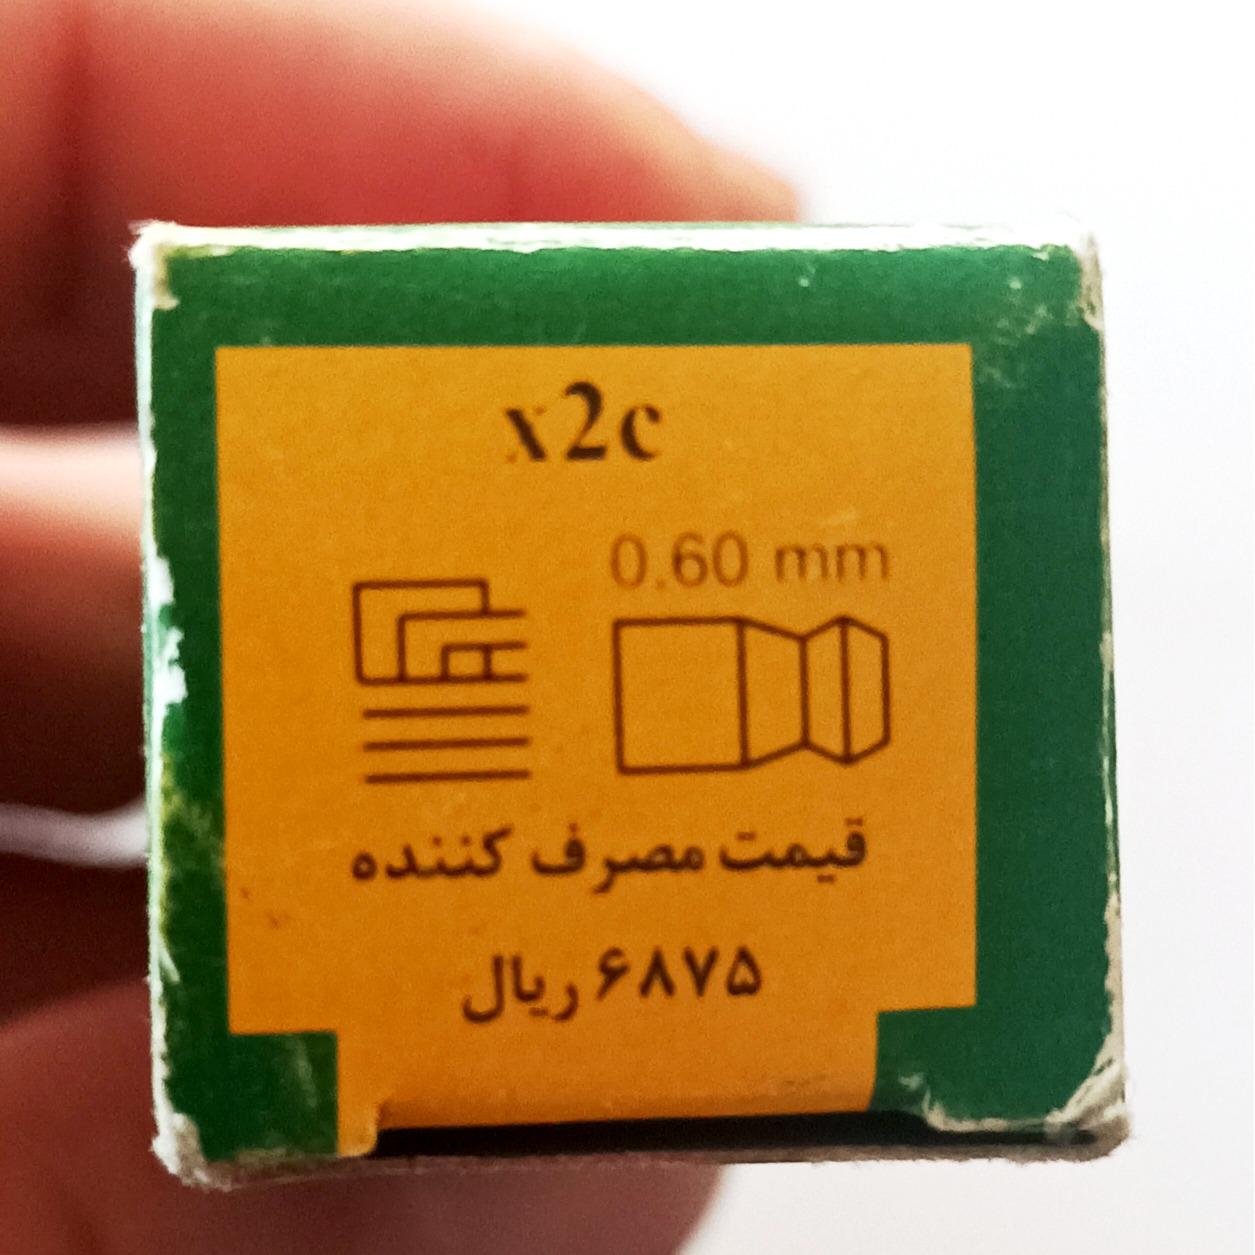 x2c
0.60 mm
قیمت مصرف کننده
۶۸۷۵ ریال